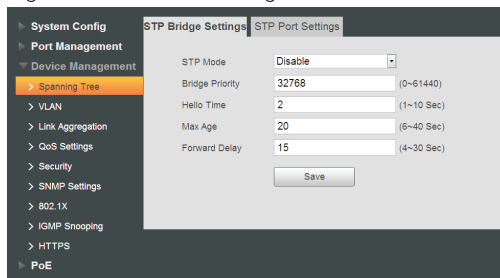 System Config
Port Management
Device Management
Spanning Tree
VLAN
Link Aggregation
QoS Settings
Security
SNMP Settings
802.1X
IGMP Snooping
HTTPS
PoE
STP Bridge Settings STP Port Settings
STP Mode Disable
Bridge Priority 32768 (0~61440)
Hello Time 2 (1~10 Sec)
Max Age 20 (6~40 Sec)
Forward Delay 15 (4~30 Sec)
Save